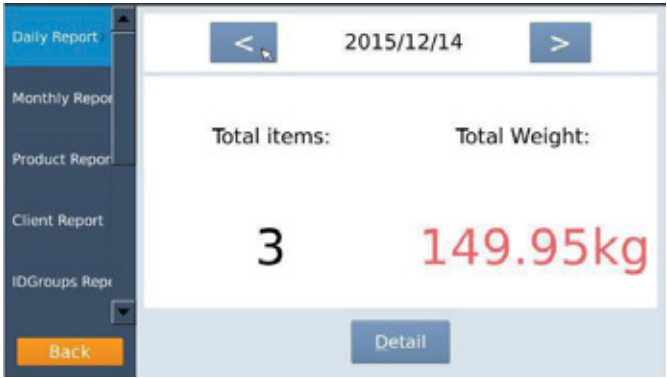 Daily Report
< 2015/12/14 >
Monthly Repor
Product Repor
Client Report
IDGroups Repo
Back
Total items:
Total Weight:
3
149.95kg
Detail